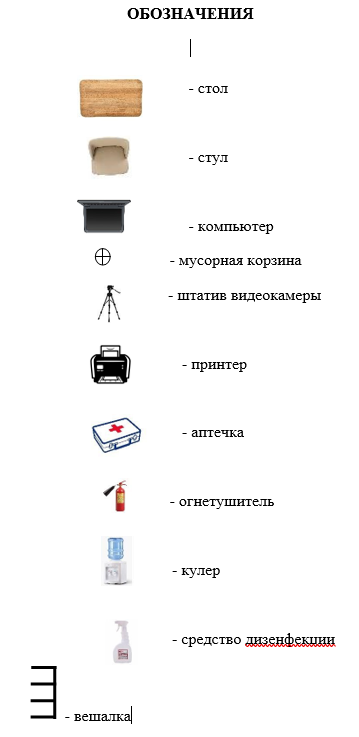 ОБОЗНАЧЕНИЯ
- стол
- стул
- компьютер
- мусорная корзина
- штатив видеокамеры
- принтер
- аптечка
- огнетушитель
- кулер
- средство дизенфекции
- вешалка